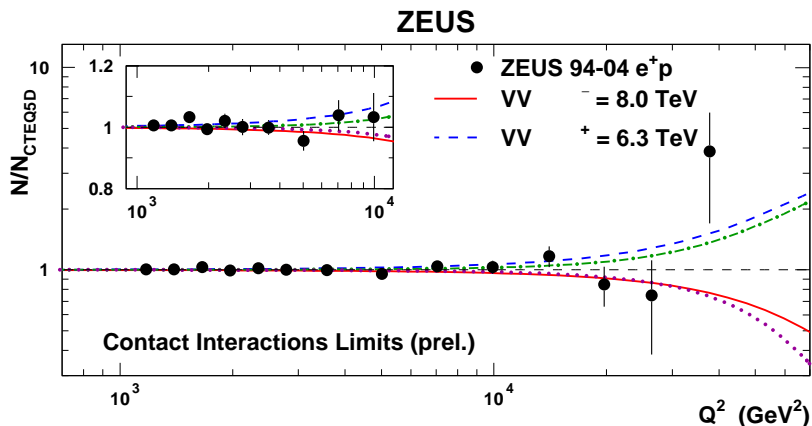 ZEUS
N/N_CTEQ5D
10
1
1.2
1
0.8
10³
10⁴
ZEUS 94-04 e⁺p
VV ⁻ = 8.0 TeV
VV ⁺ = 6.3 TeV
Contact Interactions Limits (prel.)
10³
10⁴
Q² (GeV²)